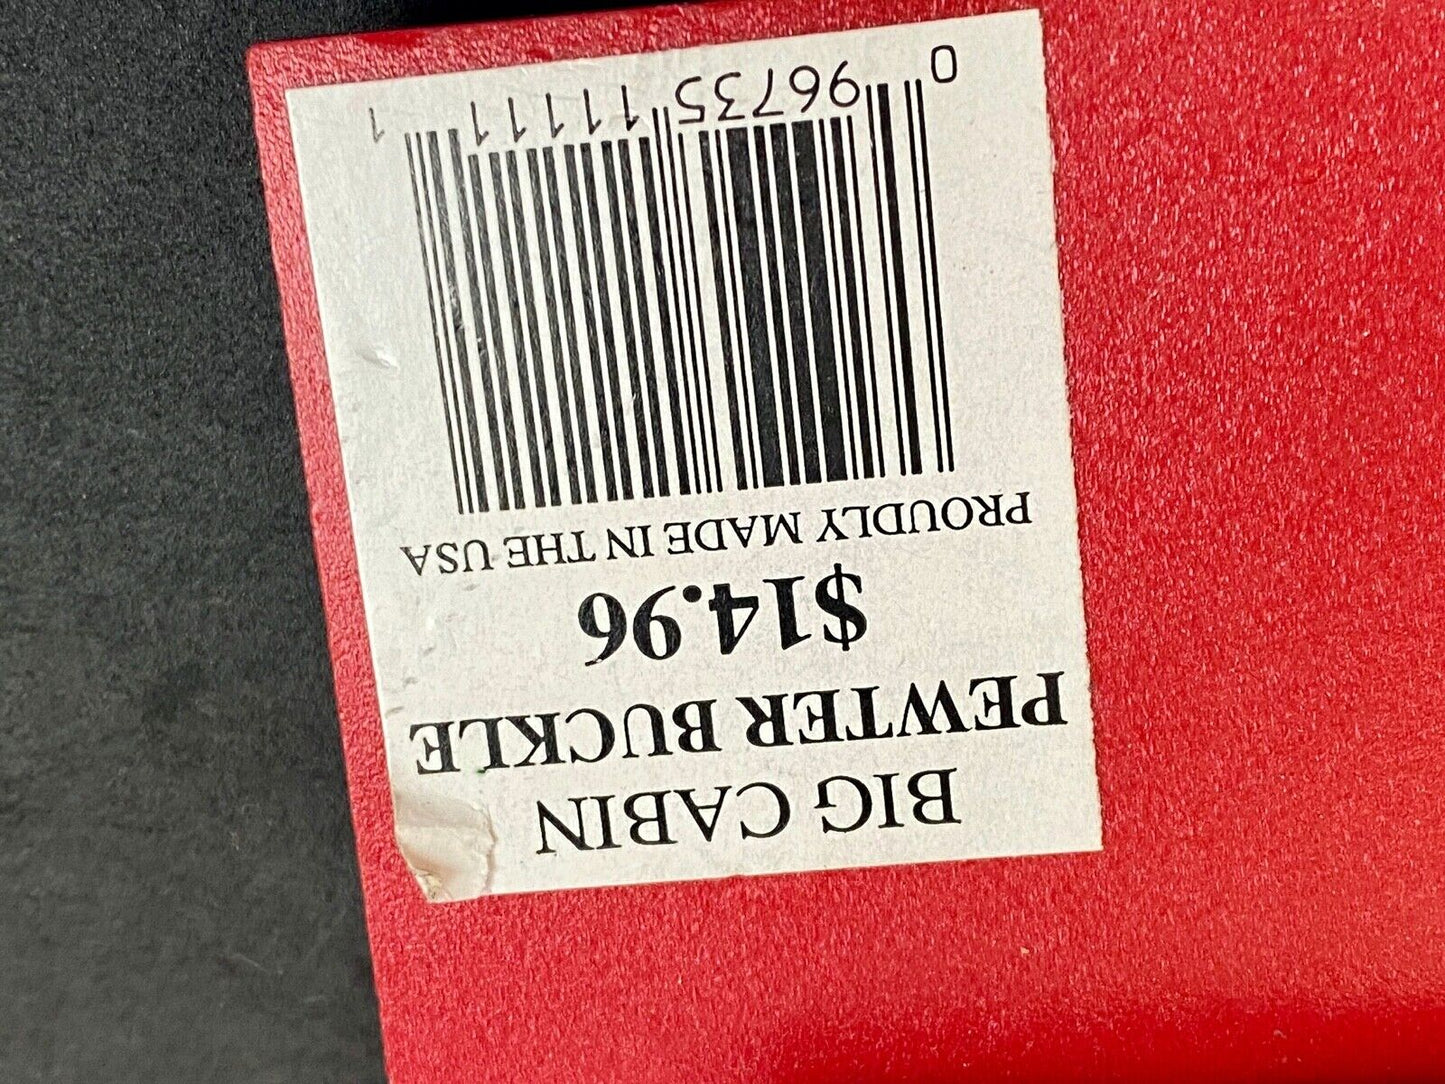 BIG CABIN
PEWTER BUCKLE
$14.96
PROUDLY MADE IN THE USA
0 96735 11111 1